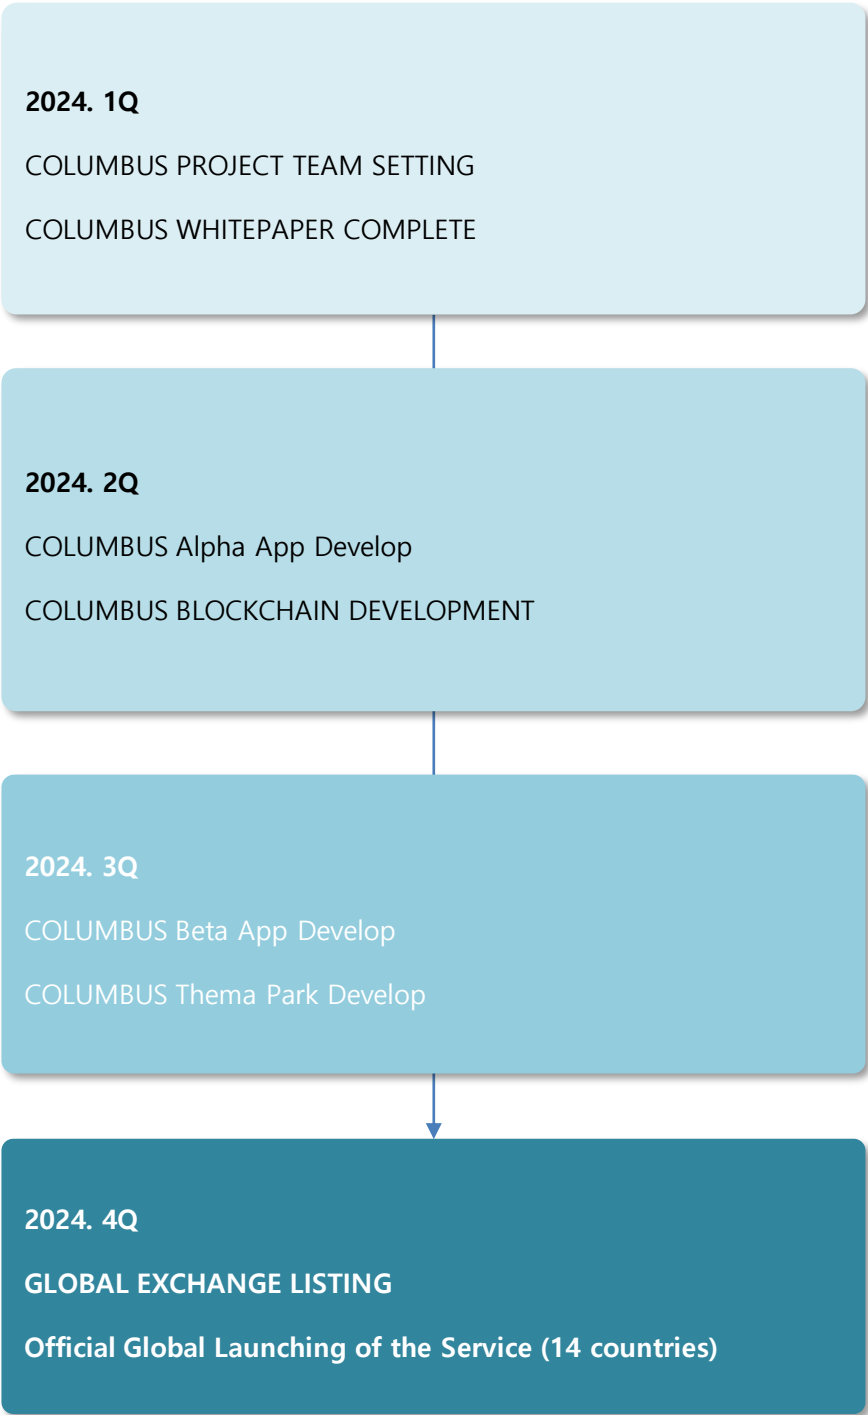 2024. 1Q
COLUMBUS PROJECT TEAM SETTING
COLUMBUS WHITEPAPER COMPLETE
2024. 2Q
COLUMBUS Alpha App Develop
COLUMBUS BLOCKCHAIN DEVELOPMENT
2024. 3Q
COLUMBUS Beta App Develop
COLUMBUS Thema Park Develop
2024. 4Q
GLOBAL EXCHANGE LISTING
Official Global Launching of the Service (14 countries)